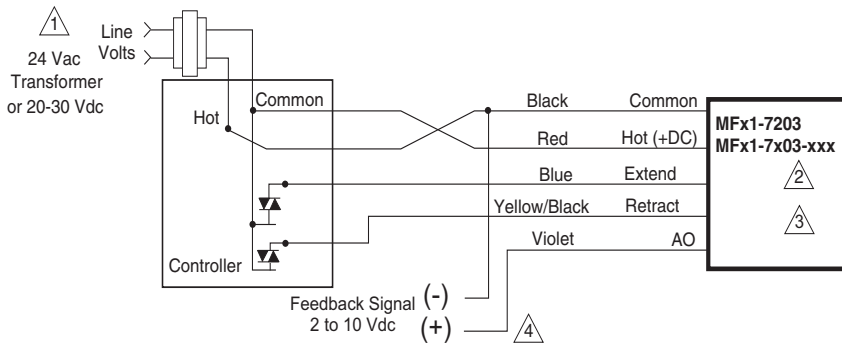 1
Line
Volts
24 Vac
Transformer
or 20-30 Vdc
Common
Hot
Controller
Black
Common
Red
Hot (+DC)
Blue
Extend
Yellow/Black
Retract
Violet
AO
MFx1-7203
MFx1-7x03-xxx
2
3
Feedback Signal (-)
2 to 10 Vdc (+)
4